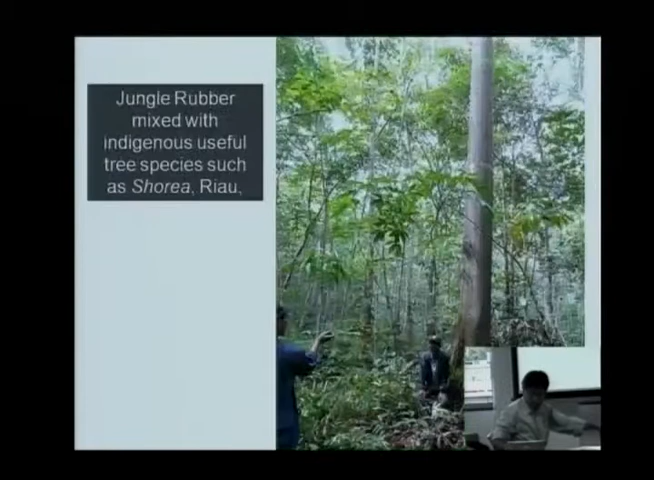 Jungle Rubber
mixed with
indigenous useful
tree species such
as Shorea, Riau,